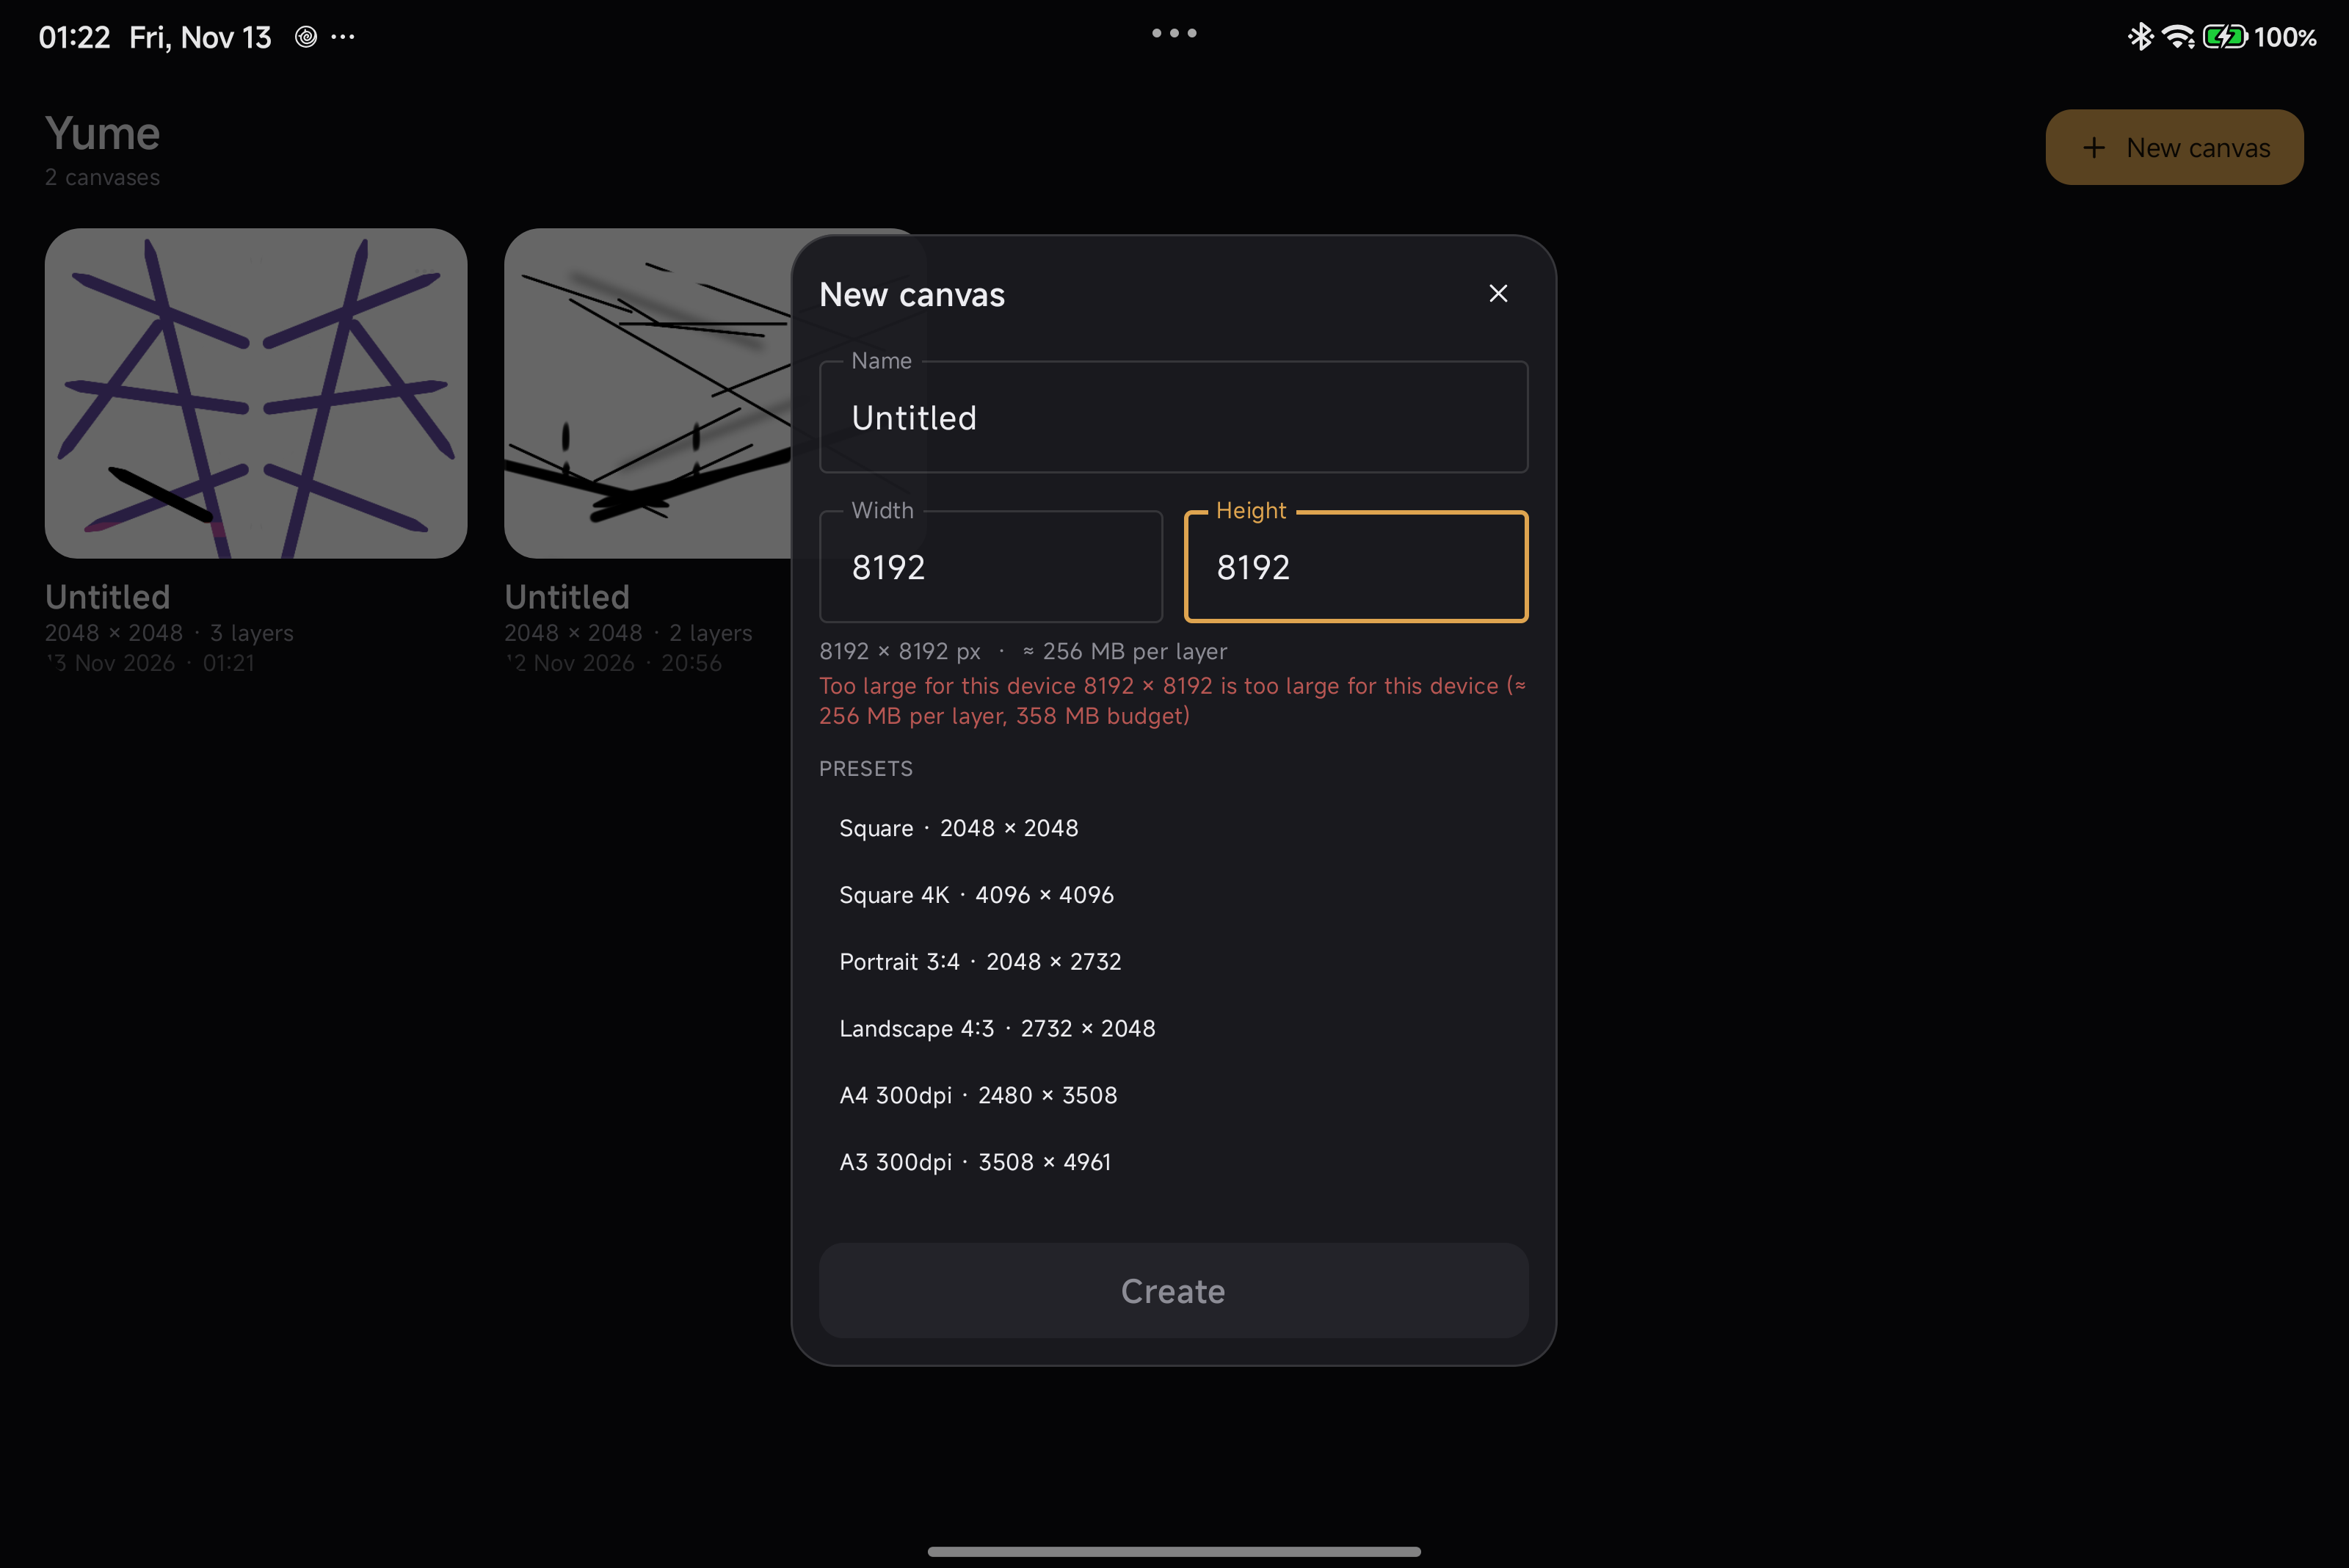 01:22 Fri, Nov 13
100%
Yume
2 canvases
+ New canvas
Untitled
2048 × 2048 · 3 layers
13 Nov 2026 · 01:21
Untitled
2048 × 2048 · 2 layers
12 Nov 2026 · 20:56
New canvas
Name
Untitled
Width
8192
Height
8192
8192 × 8192 px · ≈ 256 MB per layer
Too large for this device 8192 × 8192 is too large for this device (≈
256 MB per layer, 358 MB budget)
PRESETS
Square · 2048 × 2048
Square 4K · 4096 × 4096
Portrait 3:4 · 2048 × 2732
Landscape 4:3 · 2732 × 2048
A4 300dpi · 2480 × 3508
A3 300dpi · 3508 × 4961
Create